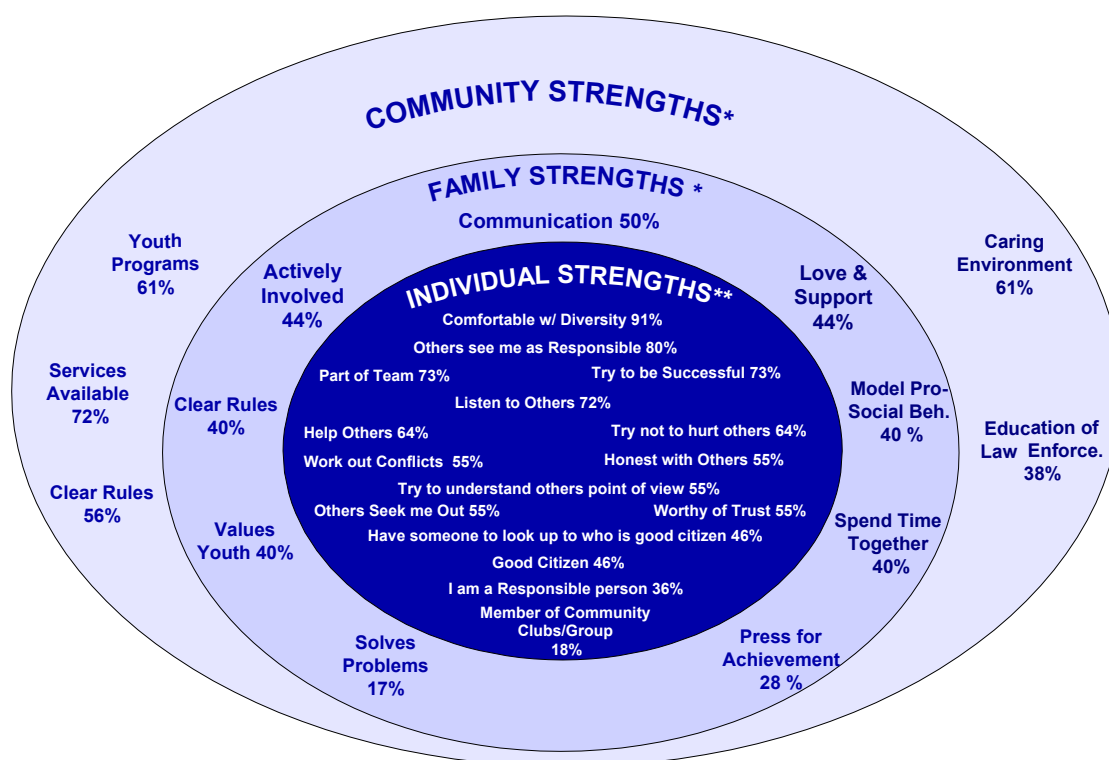 COMMUNITY STRENGTHS*
FAMILY STRENGTHS *
Communication 50%
Youth
Programs
61%
Caring
Environment
61%
Actively
Involved
44%
Love &
Support
44%
INDIVIDUAL STRENGTHS**
Comfortable w/ Diversity 91%
Others see me as Responsible 80%
Part of Team 73%
Try to be Successful 73%
Listen to Others 72%
Services
Available
72%
Clear Rules
40%
Model Pro-
Social Beh.
40 %
Help Others 64%
Try not to hurt others 64%
Education of
Law Enforce.
38%
Work out Conflicts 55%
Honest with Others 55%
Try to understand others point of view 55%
Clear Rules
56%
Others Seek me Out 55%
Worthy of Trust 55%
Values
Youth 40%
Spend Time
Together
40%
Have someone to look up to who is good citizen 46%
Good Citizen 46%
I am a Responsible person 36%
Member of Community
Clubs/Group
18%
Solves
Problems
17%
Press for
Achievement
28 %